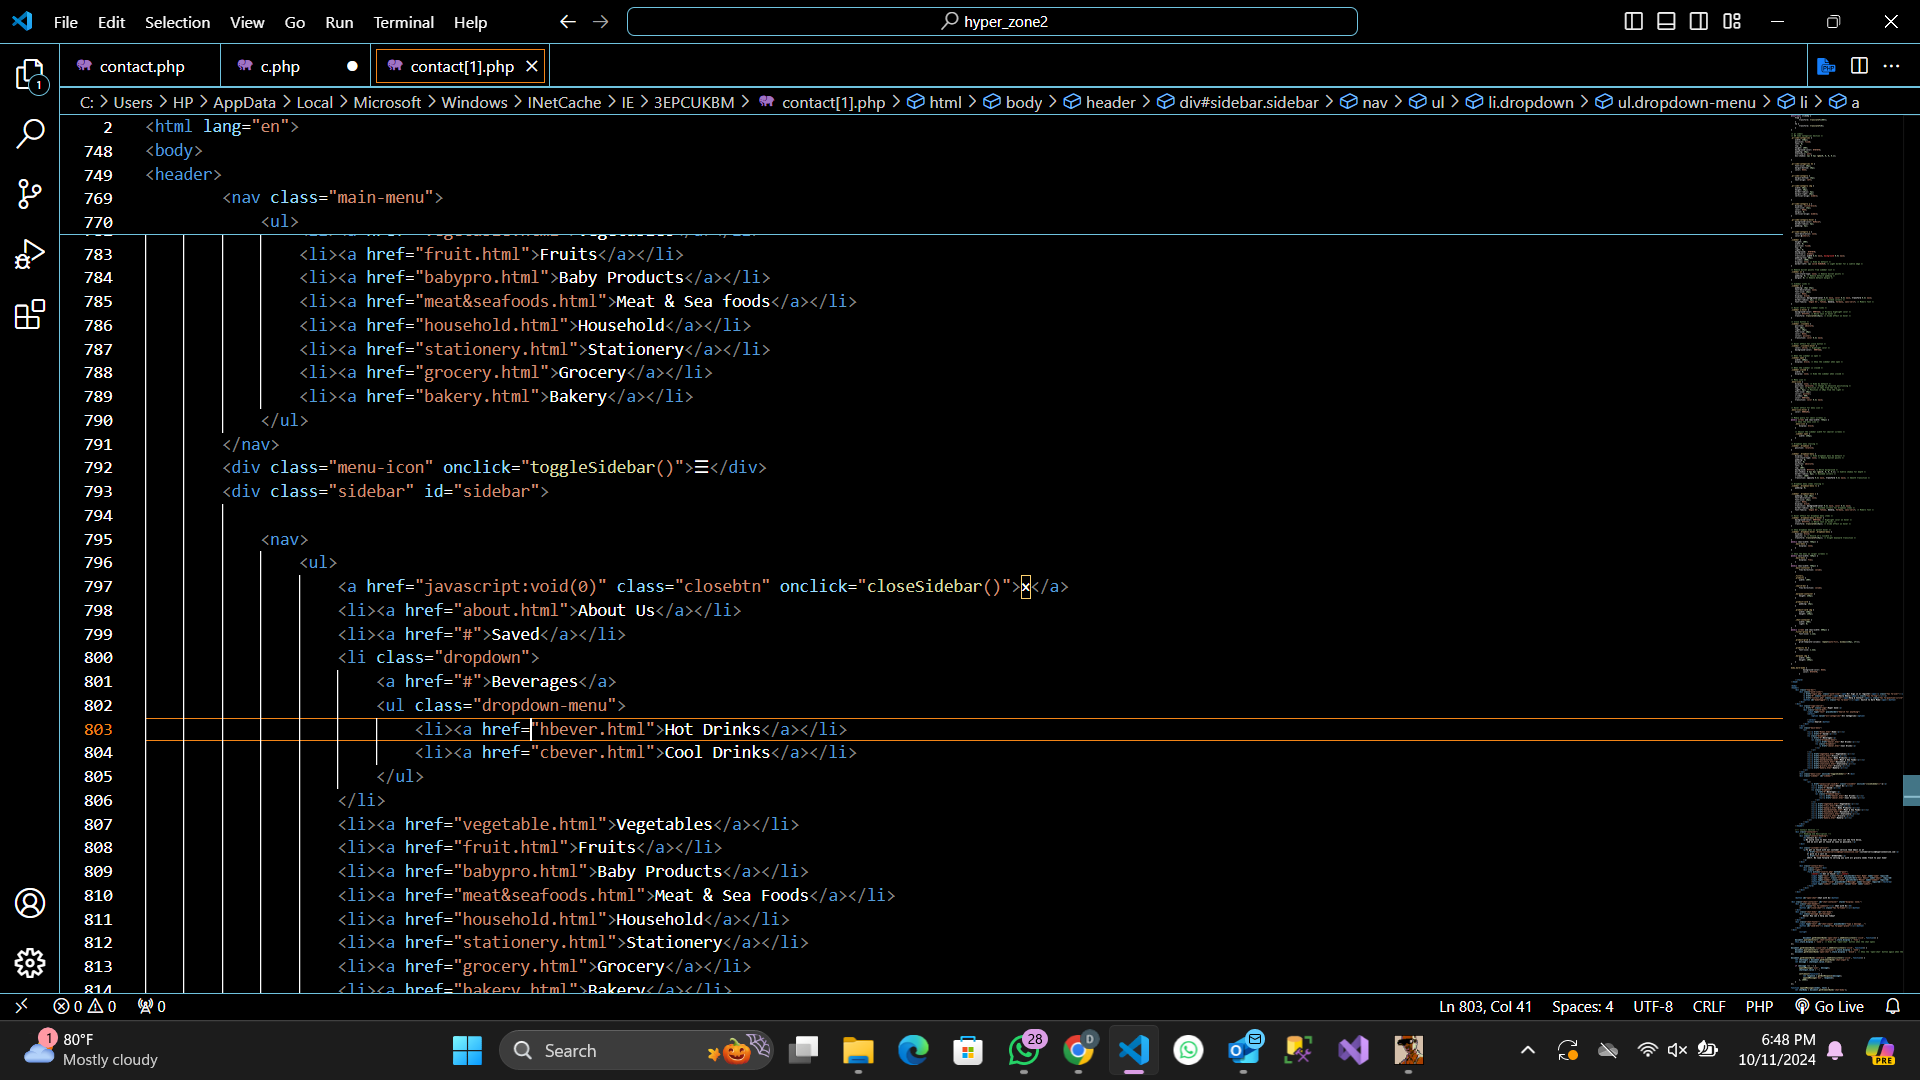 File Edit Selection View Go Run Terminal Help hyper_zone2
contact.php c.php contact[1].php
C: > Users > HP > AppData > Local > Microsoft > Windows > INetCache > IE > 3EPCUKBM > contact[1].php > html > body > header > div#sidebar.sidebar > nav > ul > li.dropdown > ul.dropdown-menu > li > a
2 <html lang="en">
748 <body>
749 <header>
769 <nav class="main-menu">
770 <ul>
783 <li><a href="fruit.html">Fruits</a></li>
784 <li><a href="babypro.html">Baby Products</a></li>
785 <li><a href="meat&seafoods.html">Meat & Sea foods</a></li>
786 <li><a href="household.html">Household</a></li>
787 <li><a href="stationery.html">Stationery</a></li>
788 <li><a href="grocery.html">Grocery</a></li>
789 <li><a href="bakery.html">Bakery</a></li>
790 </ul>
791 </nav>
792 <div class="menu-icon" onclick="toggleSidebar()">☰</div>
793 <div class="sidebar" id="sidebar">
794
795 <nav>
796 <ul>
797 <a href="javascript:void(0)" class="closebtn" onclick="closeSidebar()">×</a>
798 <li><a href="about.html">About Us</a></li>
799 <li><a href="#">Saved</a></li>
800 <li class="dropdown">
801 <a href="#">Beverages</a>
802 <ul class="dropdown-menu">
803 <li><a href="hbever.html">Hot Drinks</a></li>
804 <li><a href="cbever.html">Cool Drinks</a></li>
805 </ul>
806 </li>
807 <li><a href="vegetable.html">Vegetables</a></li>
808 <li><a href="fruit.html">Fruits</a></li>
809 <li><a href="babypro.html">Baby Products</a></li>
810 <li><a href="meat&seafoods.html">Meat & Sea Foods</a></li>
811 <li><a href="household.html">Household</a></li>
812 <li><a href="stationery.html">Stationery</a></li>
813 <li><a href="grocery.html">Grocery</a></li>
814 <li><a href="bakery.html">Bakery</a></li>
1
0 0 0 Ln 803, Col 41 Spaces: 4 UTF-8 CRLF PHP Go Live
1 80°F
Mostly cloudy
Search
28
D
PRE
6:48 PM
10/11/2024